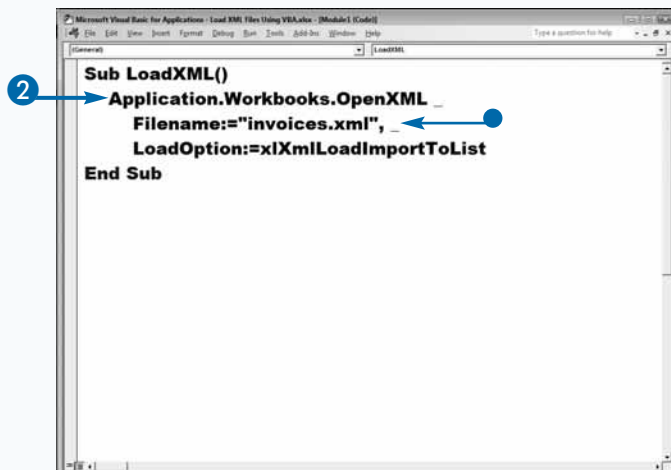 Microsoft Visual Basic for Applications - Load XML Files Using VBA.xlsx - [Module1 (Code)]
File Edit View Insert Format Debug Run Tools Add-Ins Window Help
Type a question for help
(General)
LoadXML
Sub LoadXML()
2
Application.Workbooks.OpenXML _
Filename:="invoices.xml", _
LoadOption:=xlXmlLoadImportToList
End Sub